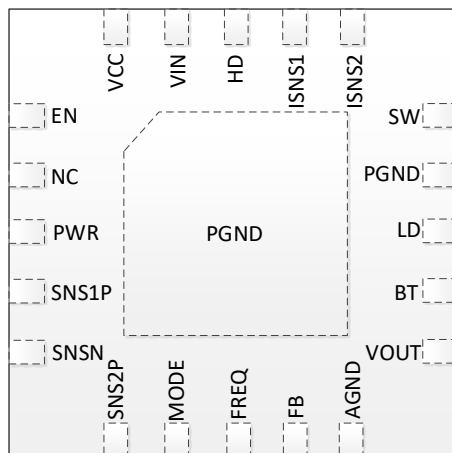 VCC
VIN
HD
ISNS1
ISNS2
EN
SW
NC
PGND
PWR
PGND
LD
SNS1P
BT
SNSN
VOUT
SNS2P
MODE
FREQ
FB
AGND